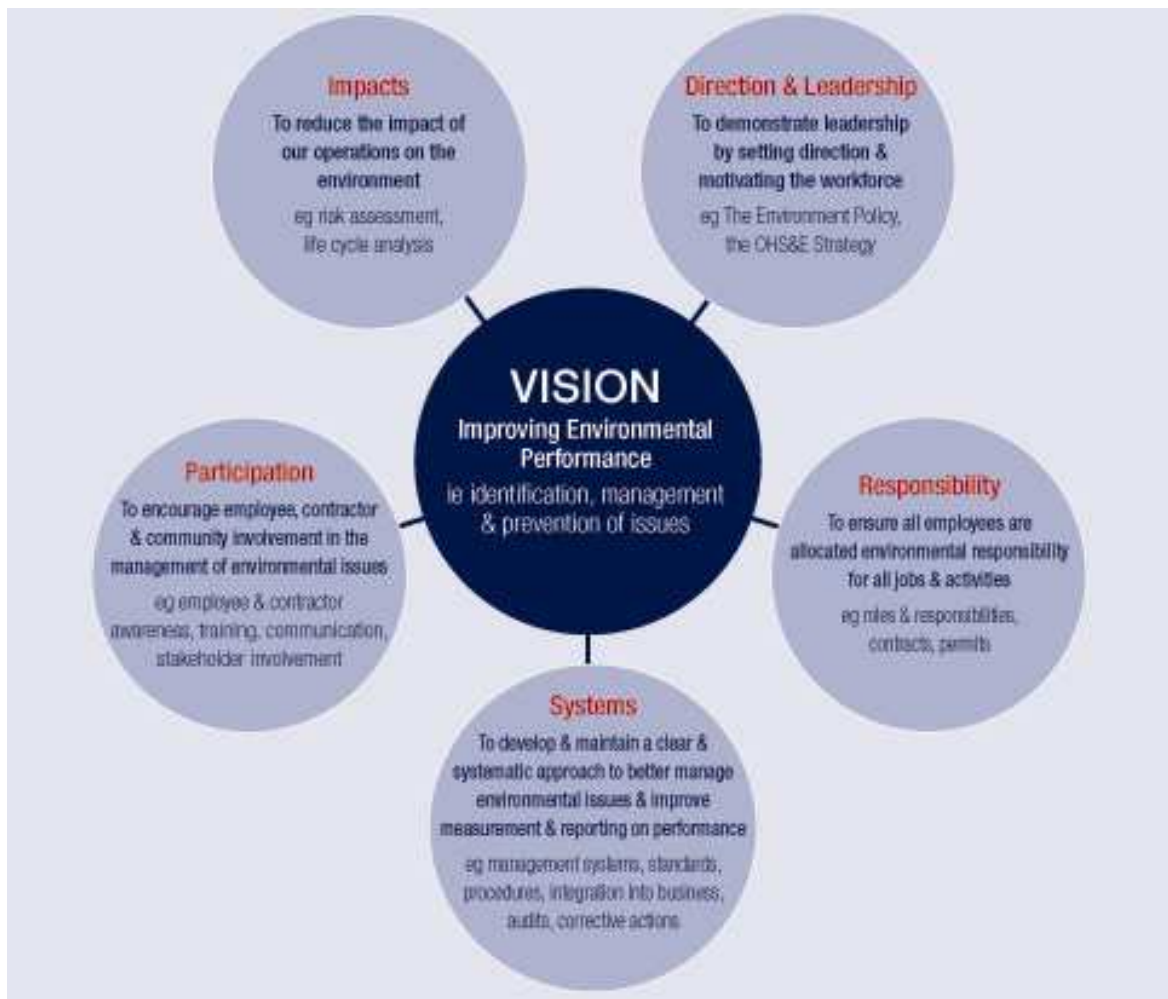 Impacts
To reduce the impact of
our operations on the
environment
eg risk assessment,
life cycle analysis
Direction & Leadership
To demonstrate leadership
by setting direction &
motivating the workforce
eg The Environment Policy,
the OHS&E Strategy
VISION
Improving Environmental
Performance
ie identification, management
& prevention of issues
Participation
To encourage employee, contractor
& community involvement in the
management of environmental issues
eg employee & contractor
awareness, training, communication,
stakeholder involvement
Responsibility
To ensure all employees are
allocated environmental responsibility
for all jobs & activities
eg roles & responsibilities,
contracts, permits
Systems
To develop & maintain a clear &
systematic approach to better manage
environmental issues & improve
measurement & reporting on performance
eg management systems, standards,
procedures, integration into business,
audits, corrective actions